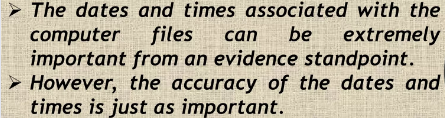 ➢ The dates and times associated with the
computer files can be extremely
important from an evidence standpoint.
➢ However, the accuracy of the dates and
times is just as important.